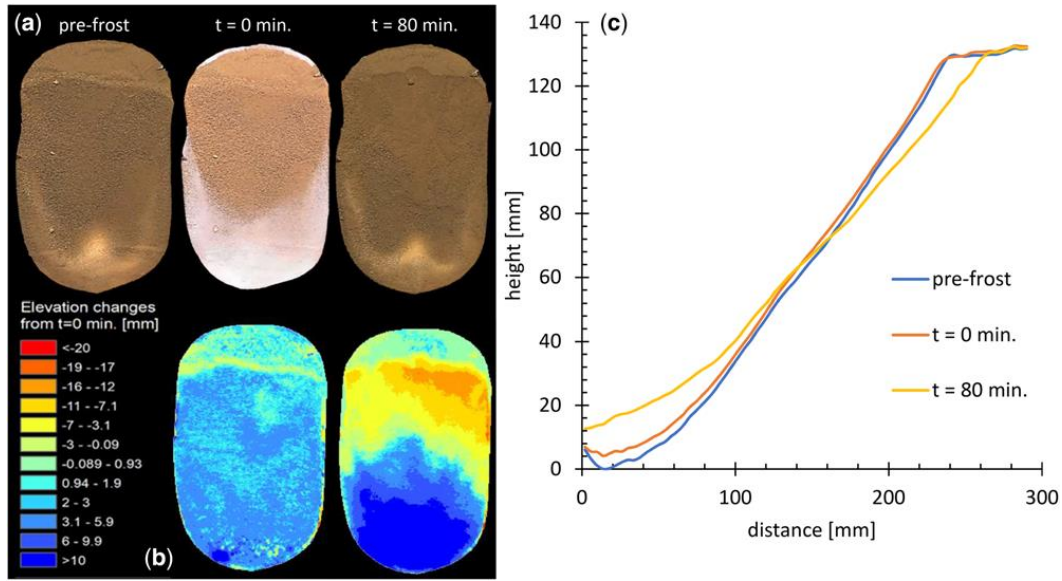 (a) pre-frost t = 0 min. t = 80 min.
Elevation changes
from t=0 min. [mm]
<-20
-19 - -17
-16 - -12
-11 - -7.1
-7 - -3.1
-3 - -0.09
-0.089 - 0.93
0.94 - 1.9
2 - 3
3.1 - 5.9
6 - 9.9
>10
(b)
(c)
height [mm]
140
120
100
80
60
40
20
0
0 100 200 300
distance [mm]
pre-frost
t = 0 min.
t = 80 min.